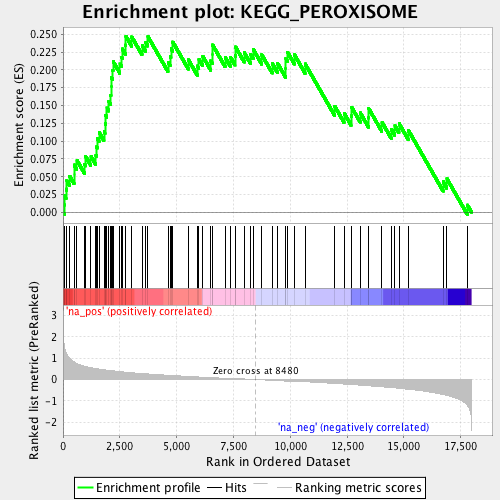 Enrichment plot: KEGG_PEROXISOME
Enrichment score (ES)
0.250
0.225
0.200
0.175
0.150
0.125
0.100
0.075
0.050
0.025
0.000
'na_pos' (positively correlated)
Ranked list metric (PreRanked)
3
2
1
0
-1
-2
Zero cross at 8480
'na_neg' (negatively correlated)
0
2,500
5,000
7,500
10,000
12,500
15,000
17,500
Rank in Ordered Dataset
Enrichment profile
Hits
Ranking metric scores